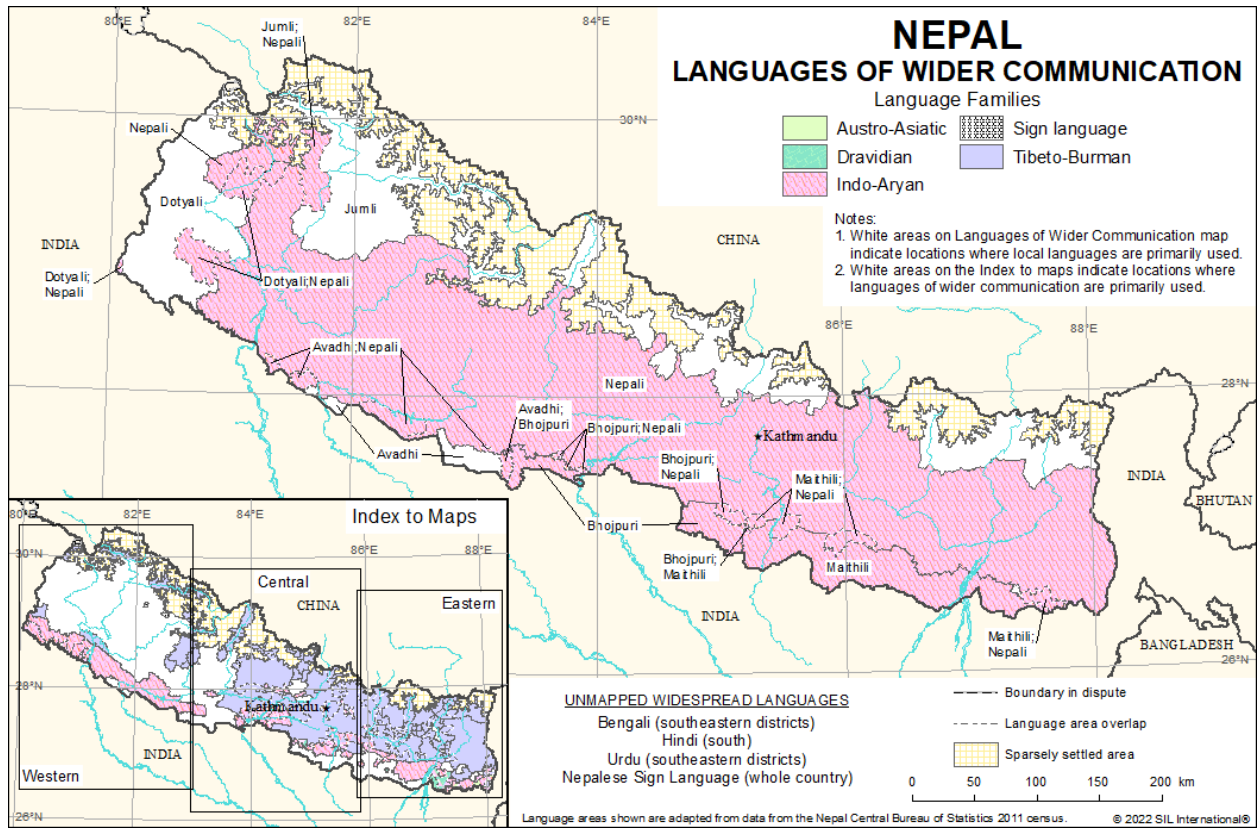 NEPAL
LANGUAGES OF WIDER COMMUNICATION
Language Families
Austro-Asiatic
Sign language
Dravidian
Tibeto-Burman
Indo-Aryan
Notes:
1. White areas on Languages of Wider Communication map
indicate locations where local languages are primarily used.
2. White areas on the Index to maps indicate locations where
languages of wider communication are primarily used.
80°E
82°E
84°E
Jumli;
Nepali
30°N
Nepali
Dotyali
Jumli
INDIA
CHINA
Dotyali;
Nepali
Dotyali;Nepali
86°E
88°E
Avadhi;Nepali
28°N
Nepali
Avadhi;
Bhojpuri
Bhojpuri;Nepali
Kathmandu
Avadhi
Bhojpuri;
Nepali
Maithili;
Nepali
INDIA
BHUTAN
Bhojpuri
Bhojpuri;
Maithili
Maithili
INDIA
Maithili;
Nepali
BANGLADESH
26°N
80°E
82°E
84°E
Index to Maps
30°N
86°E
88°E
Central
CHINA
Eastern
28°N
Kathmandu
INDIA
Western
26°N
UNMAPPED WIDESPREAD LANGUAGES
Bengali (southeastern districts)
Hindi (south)
Urdu (southeastern districts)
Nepalese Sign Language (whole country)
Boundary in dispute
Language area overlap
Sparsely settled area
0 50 100 150 200 km
Language areas shown are adapted from data from the Nepal Central Bureau of Statistics 2011 census.
© 2022 SIL International®